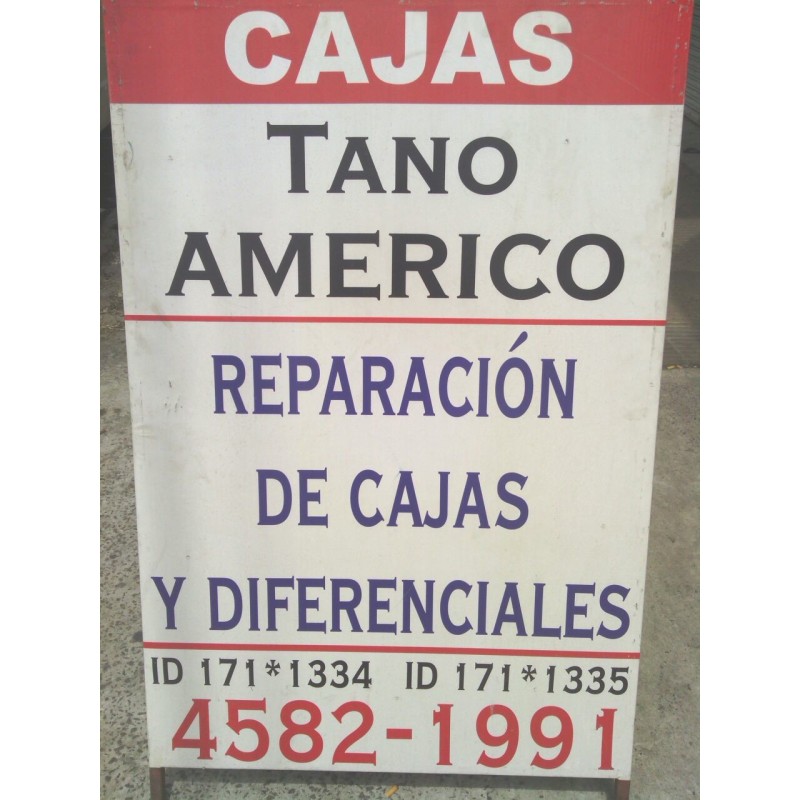 CAJAS
TANO
AMERICO
REPARACIÓN
DE CAJAS
Y DIFERENCIALES
ID 171*1334 ID 171*1335
4582-1991